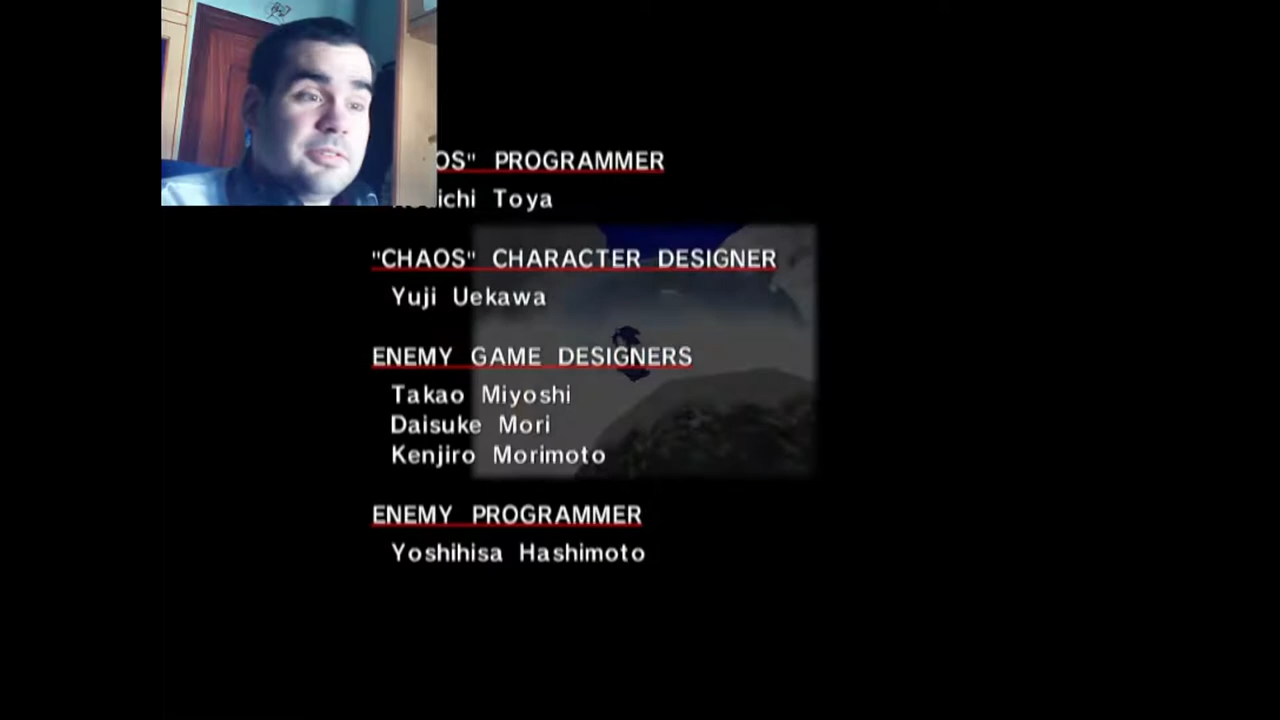 OS" PROGRAMMER
Toya
"CHAOS" CHARACTER DESIGNER
Yuji Uekawa
ENEMY GAME DESIGNERS
Takao Miyoshi
Daisuke Mori
Kenjiro Morimoto
ENEMY PROGRAMMER
Yoshihisa Hashimoto